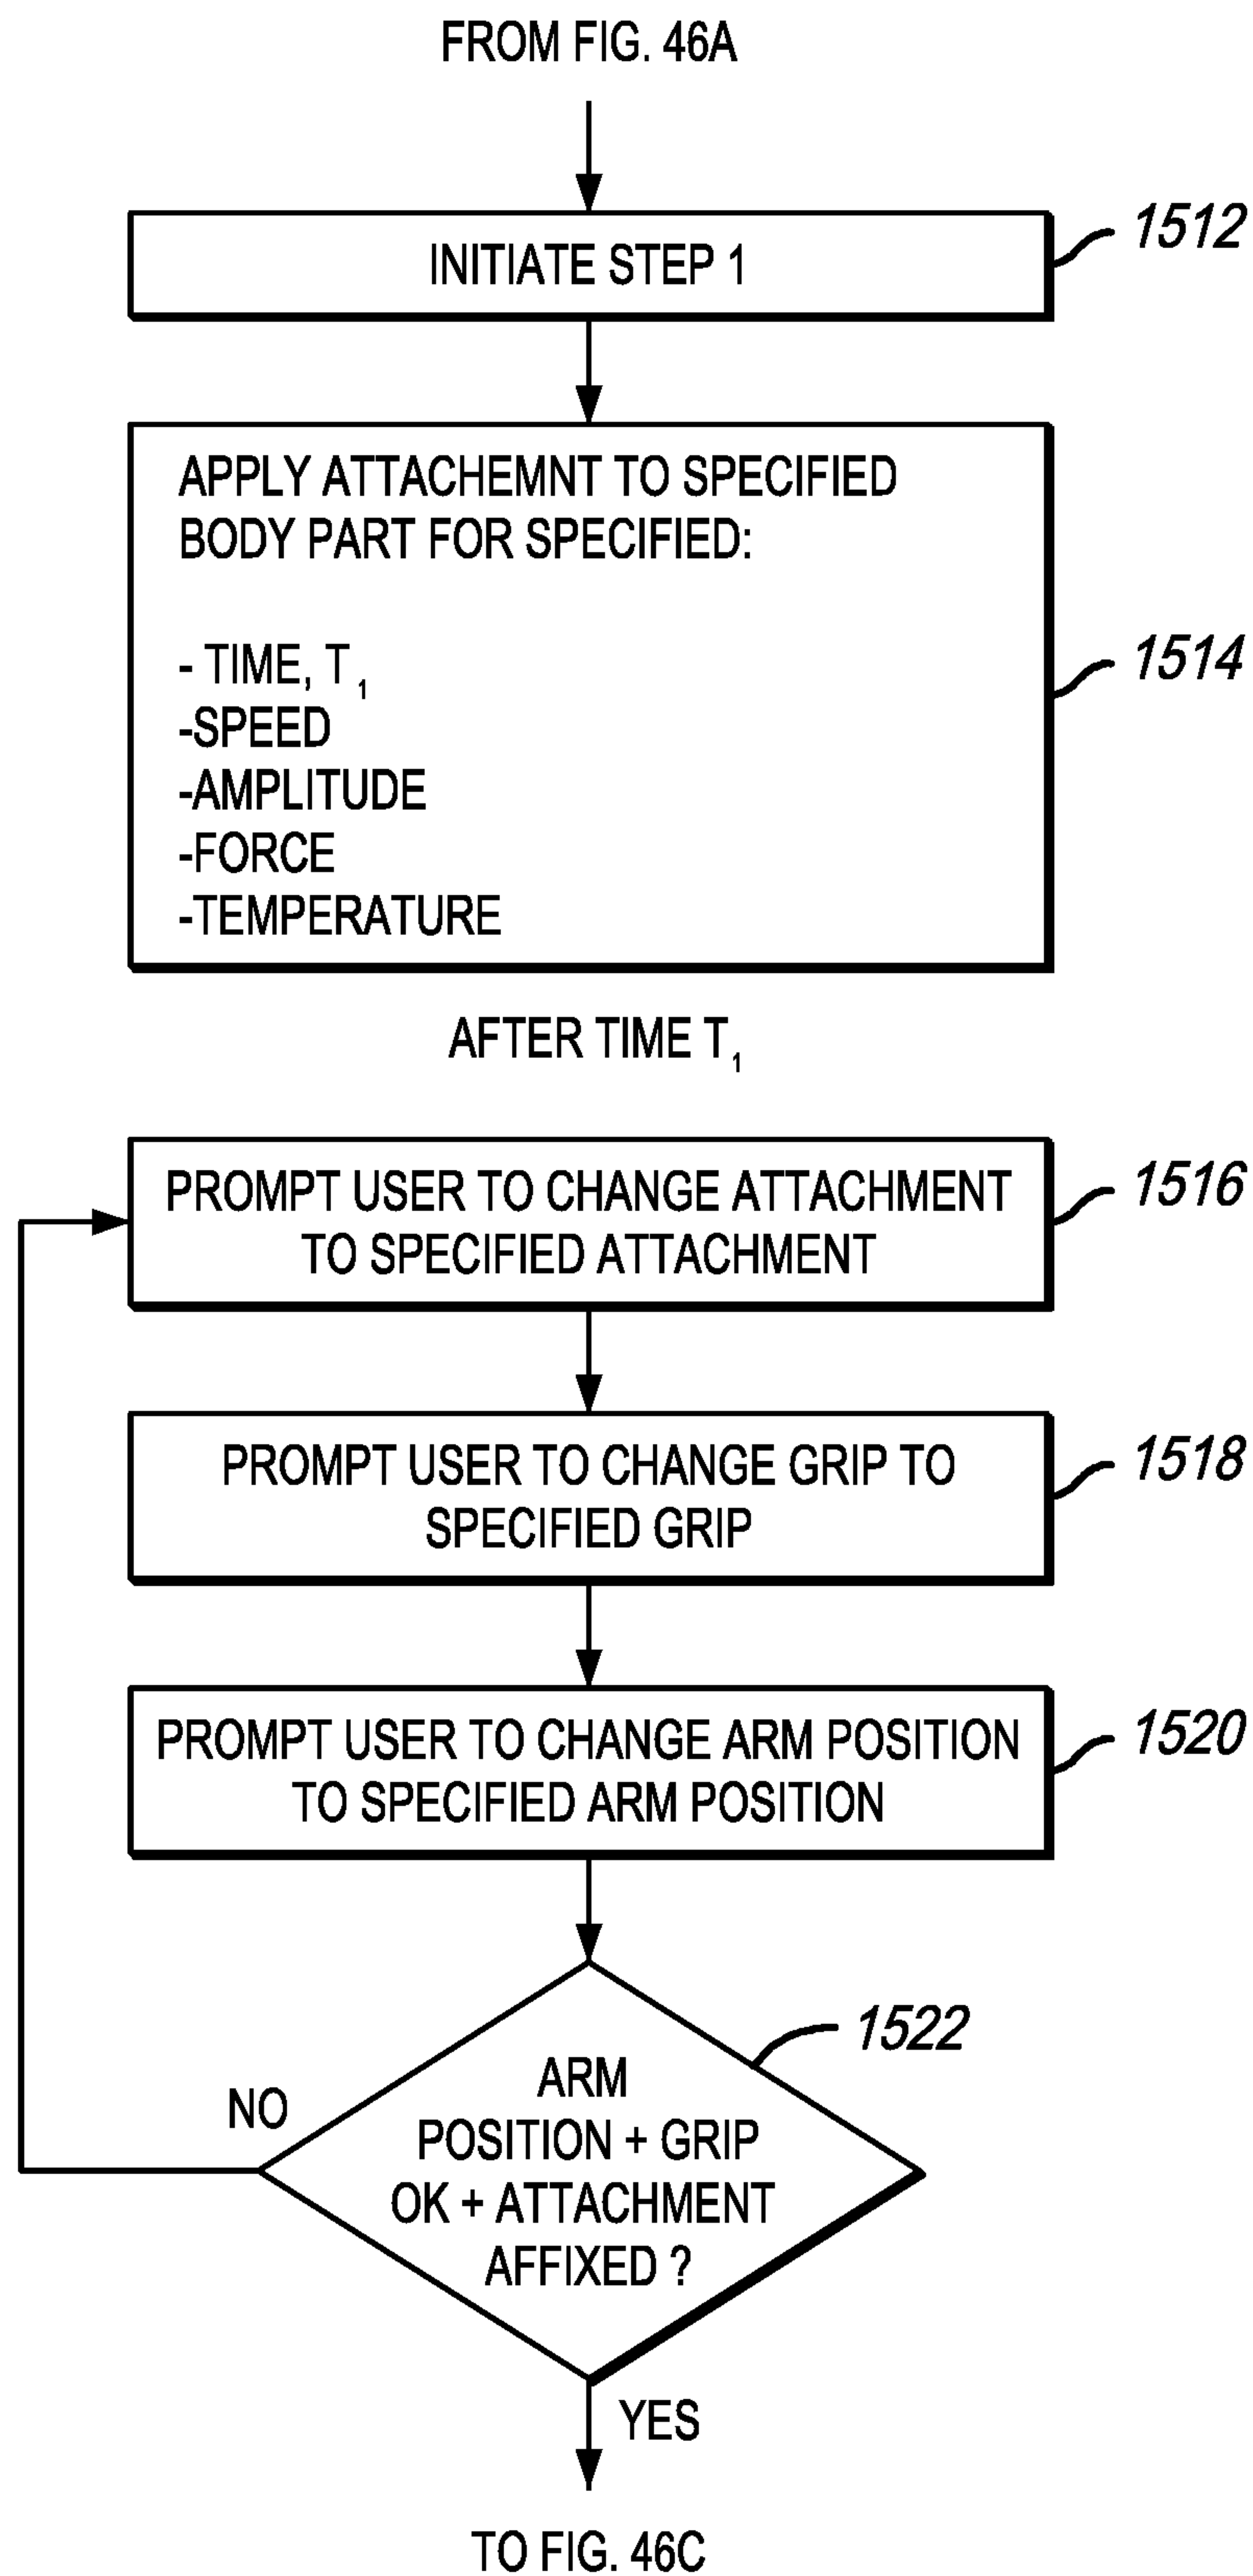 FROM FIG. 46A
INITIATE STEP 1
1512
APPLY ATTACHEMNT TO SPECIFIED
BODY PART FOR SPECIFIED:
- TIME, T1
-SPEED
-AMPLITUDE
-FORCE
-TEMPERATURE
1514
AFTER TIME T1
PROMPT USER TO CHANGE ATTACHMENT
TO SPECIFIED ATTACHMENT
1516
PROMPT USER TO CHANGE GRIP TO
SPECIFIED GRIP
1518
PROMPT USER TO CHANGE ARM POSITION
TO SPECIFIED ARM POSITION
1520
1522
ARM
POSITION + GRIP
OK + ATTACHMENT
AFFIXED ?
NO
YES
TO FIG. 46C